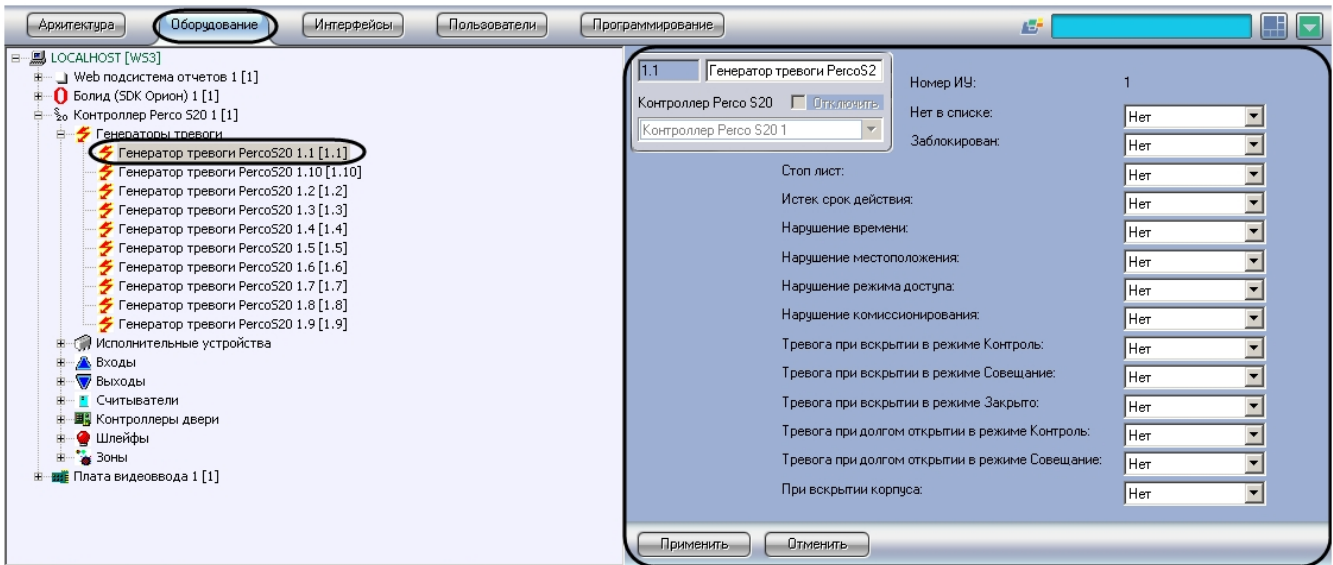 Архитектура Оборудование Интерфейсы Пользователи Программирование
LOCALHOST [WS3]
Web подсистема отчетов 1 [1]
Болид (SDK Орион) 1 [1]
Контроллер Perco S20 1 [1]
Генераторы тревоги
Генератор тревоги PercoS20 1.1 [1.1]
Генератор тревоги PercoS20 1.10 [1.10]
Генератор тревоги PercoS20 1.2 [1.2]
Генератор тревоги PercoS20 1.3 [1.3]
Генератор тревоги PercoS20 1.4 [1.4]
Генератор тревоги PercoS20 1.5 [1.5]
Генератор тревоги PercoS20 1.6 [1.6]
Генератор тревоги PercoS20 1.7 [1.7]
Генератор тревоги PercoS20 1.8 [1.8]
Генератор тревоги PercoS20 1.9 [1.9]
Исполнительные устройства
Входы
Выходы
Считыватели
Контроллеры двери
Шлейфы
Зоны
Плата видеоввода 1 [1]
1.1 Генератор тревоги PercoS2
Контроллер Perco S20 Отключить
Контроллер Perco S20 1
Номер ИУ: 1
Нет в списке: Нет
Заблокирован: Нет
Стоп лист: Нет
Истек срок действия: Нет
Нарушение времени: Нет
Нарушение местоположения: Нет
Нарушение режима доступа: Нет
Нарушение комиссионирования: Нет
Тревога при вскрытии в режиме Контроль: Нет
Тревога при вскрытии в режиме Совещание: Нет
Тревога при вскрытии в режиме Закрыто: Нет
Тревога при долгом открытии в режиме Контроль: Нет
Тревога при долгом открытии в режиме Совещание: Нет
При вскрытии корпуса: Нет
Применить Отменить